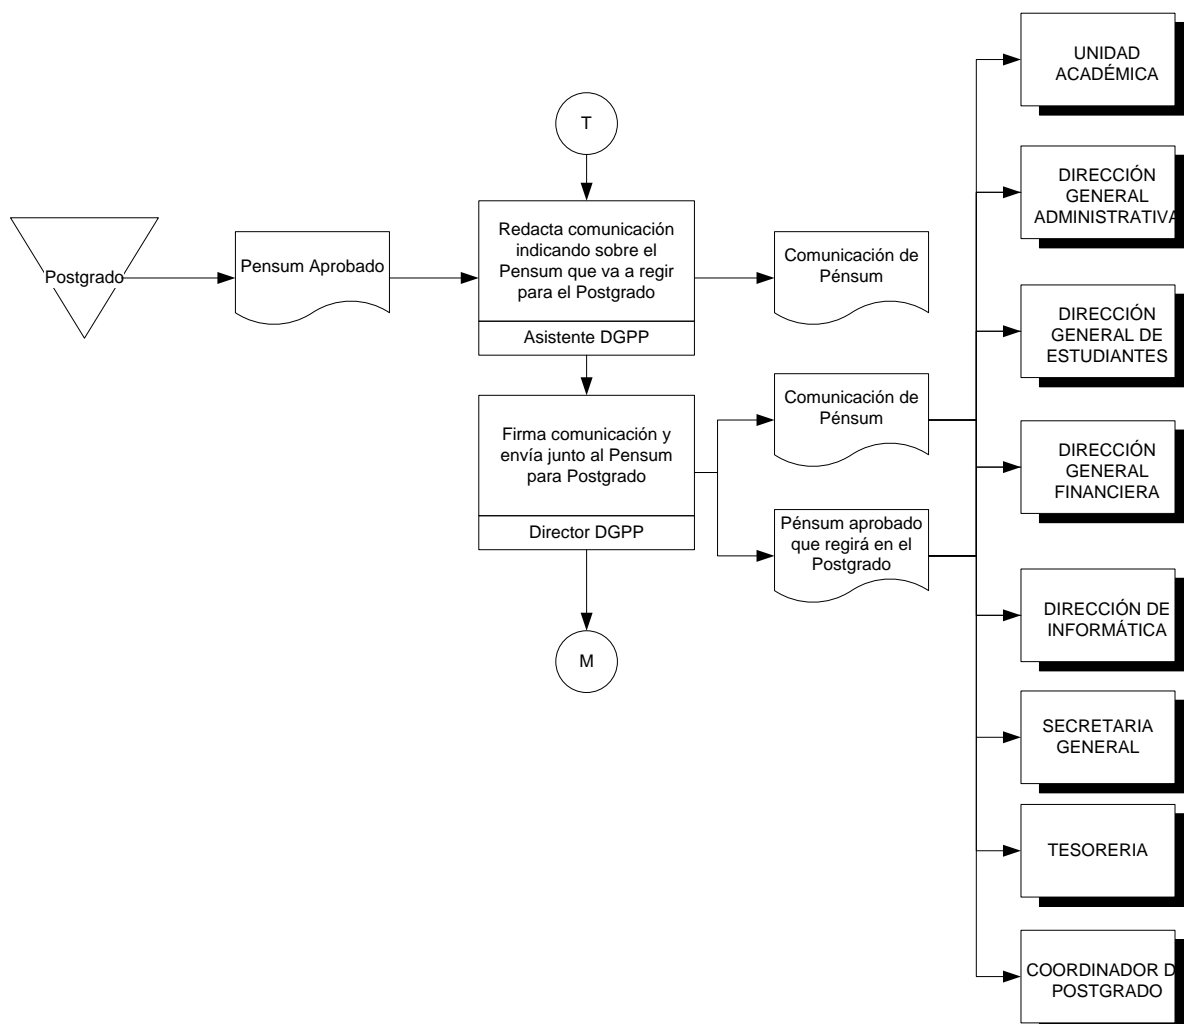 T
Postgrado
Pensum Aprobado
Redacta comunicación
indicando sobre el
Pensum que va a regir
para el Postgrado
Asistente DGPP
Comunicación de
Pénsum
Firma comunicación y
envía junto al Pensum
para Postgrado
Director DGPP
Comunicación de
Pénsum
Pénsum aprobado
que regirá en el
Postgrado
M
UNIDAD
ACADÉMICA
DIRECCIÓN
GENERAL
ADMINISTRATIVA
DIRECCIÓN
GENERAL DE
ESTUDIANTES
DIRECCIÓN
GENERAL
FINANCIERA
DIRECCIÓN DE
INFORMÁTICA
SECRETARIA
GENERAL
TESORERIA
COORDINADOR D
POSTGRADO